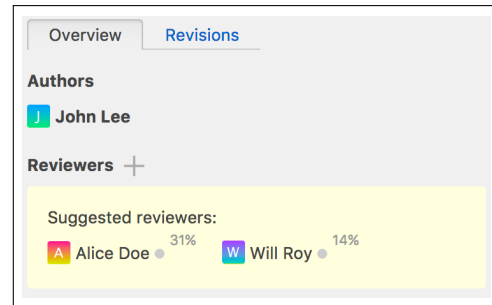 Overview Revisions
Authors
J John Lee
Reviewers +
Suggested reviewers:
A Alice Doe 31% W Will Roy 14%